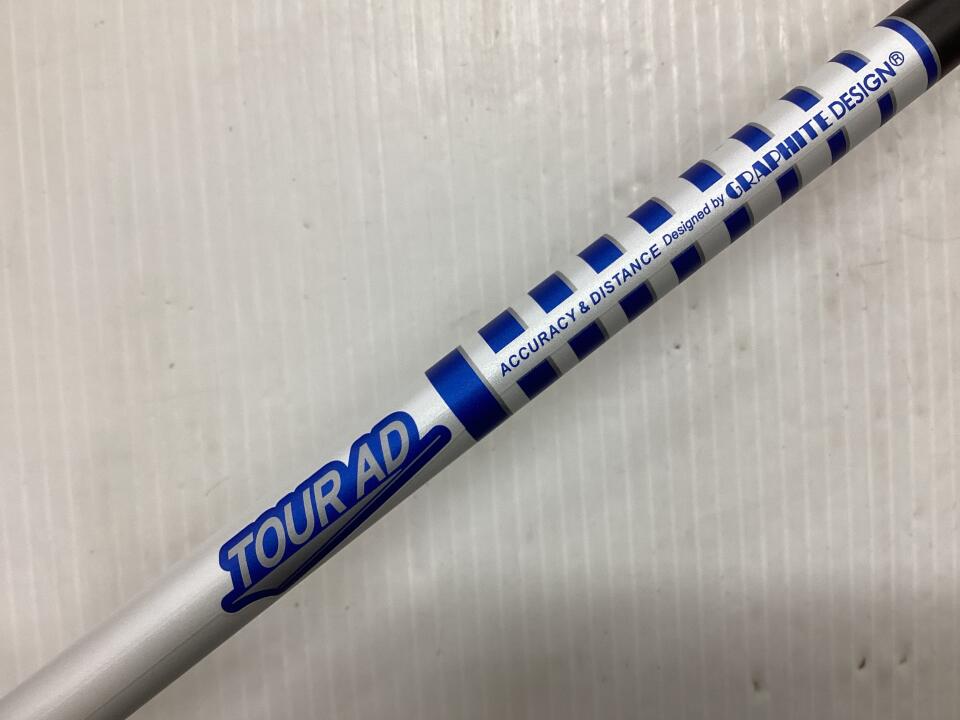 TOUR AD
ACCURACY & DISTANCE Designed by GRAPHITE DESIGN®